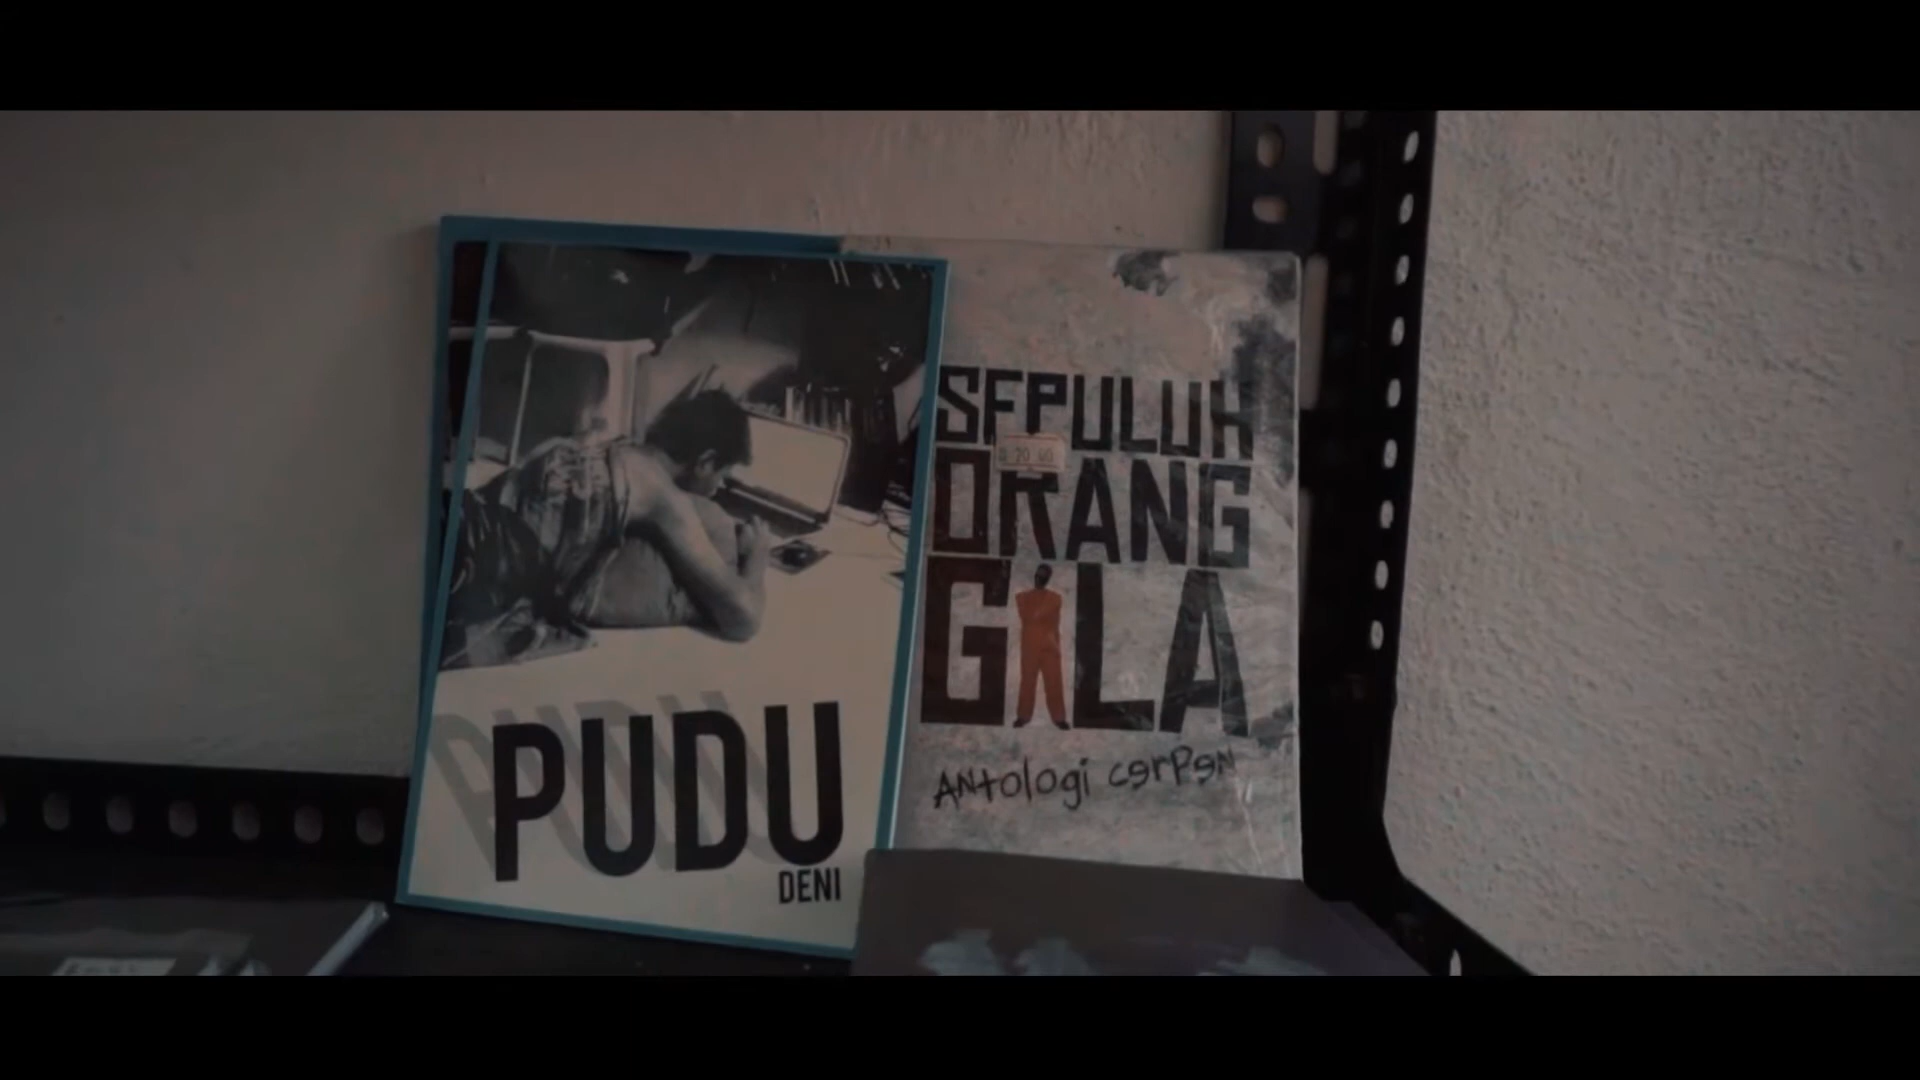 PUDU
DENI
SEPULUH
ORANG
GILA
Antologi cerpen